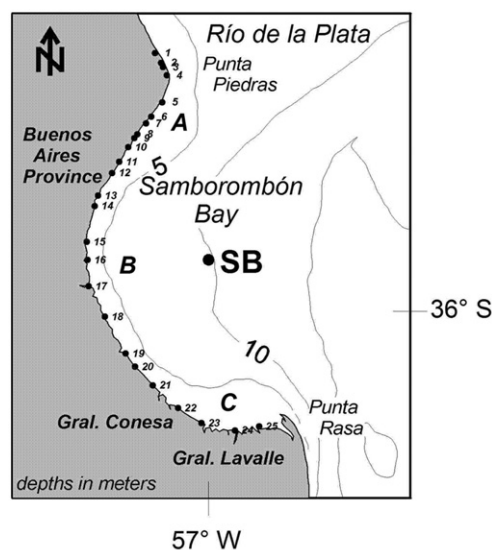 N
Río de la Plata
Punta
Piedras
1
2
3
4
5
6
7
8
9
10
11
12
A
5
Buenos
Aires
Province
13
14
Samborombón
Bay
15
16
17
B
SB
18
36° S
10
19
20
21
22
23
24
25
C
Gral. Conesa
Punta
Rasa
Gral. Lavalle
depths in meters
57° W